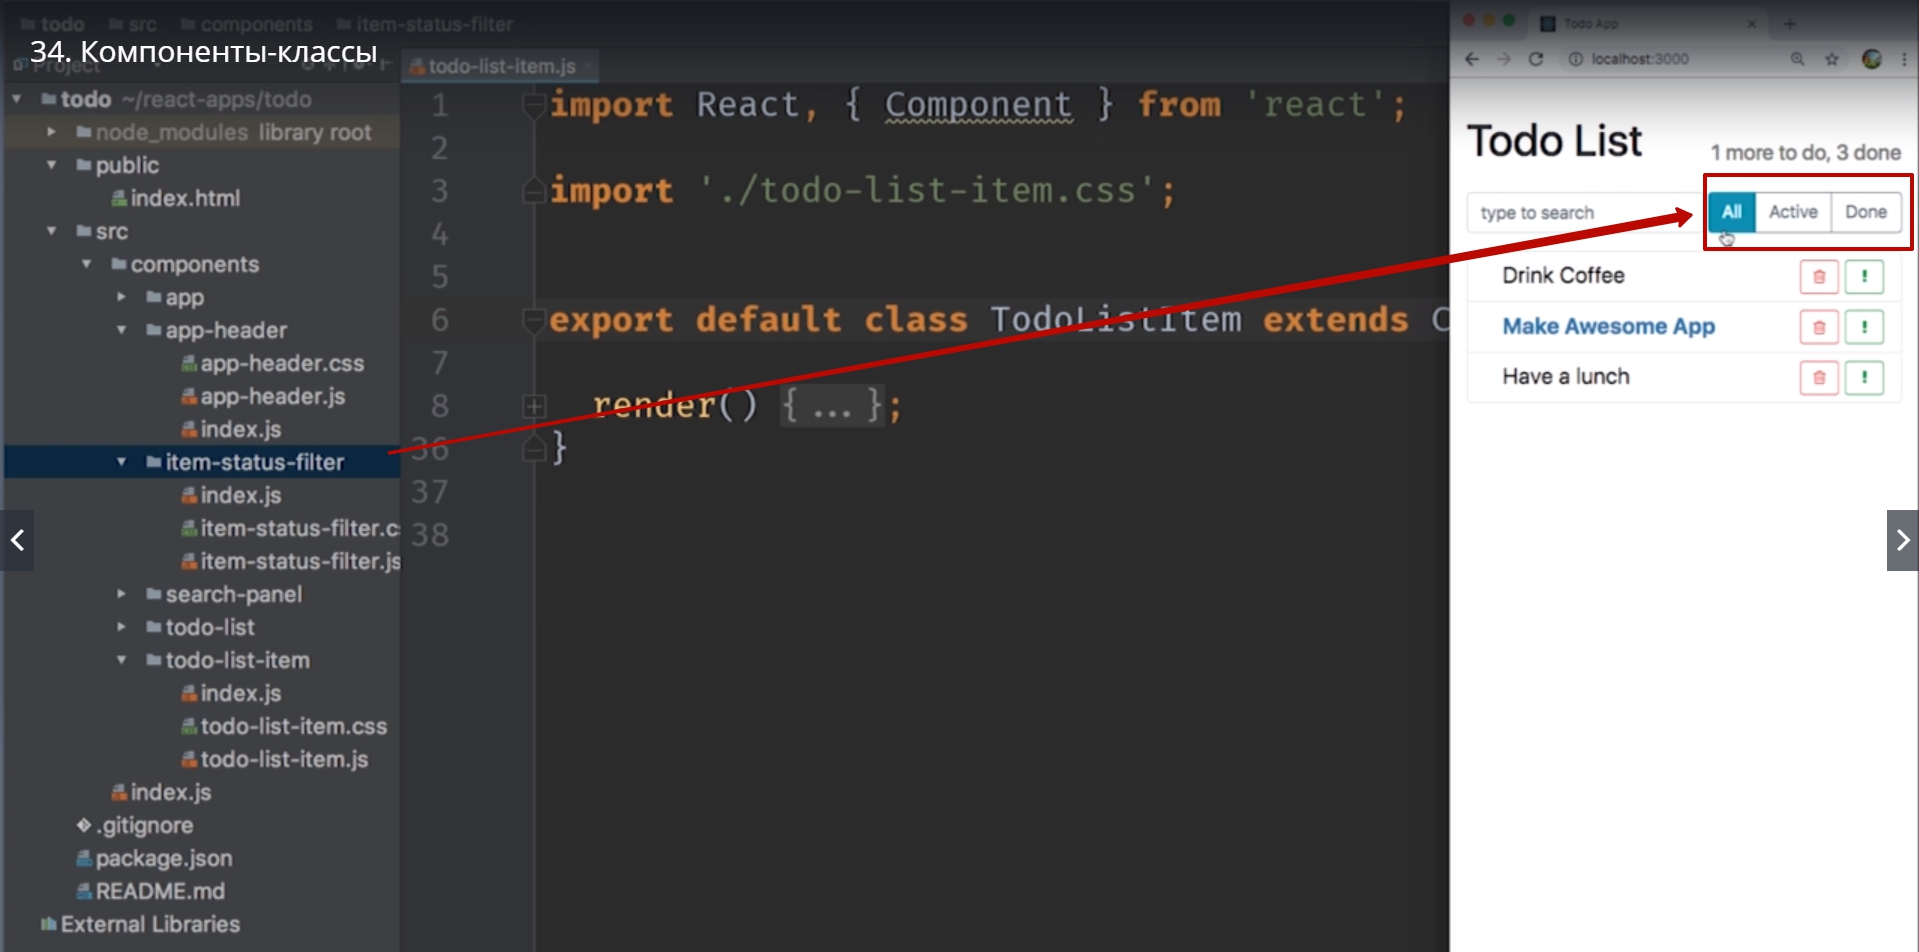 todo src components item-status-filter
34. Компоненты-классы
Project
todo ~/react-apps/todo
node_modules library root
public
index.html
src
components
app
app-header
app-header.css
app-header.js
index.js
item-status-filter
index.js
item-status-filter.c
item-status-filter.js
search-panel
todo-list
todo-list-item
index.js
todo-list-item.css
todo-list-item.js
index.js
.gitignore
package.json
README.md
External Libraries
todo-list-item.js
1 import React, { Component } from 'react';
2
3 import './todo-list-item.css';
4
5
6 export default class TodoListItem extends C
7
8 render() {...};
36 }
37
38
Todo App
localhost:3000
Todo List
1 more to do, 3 done
type to search All Active Done
Drink Coffee
Make Awesome App
Have a lunch